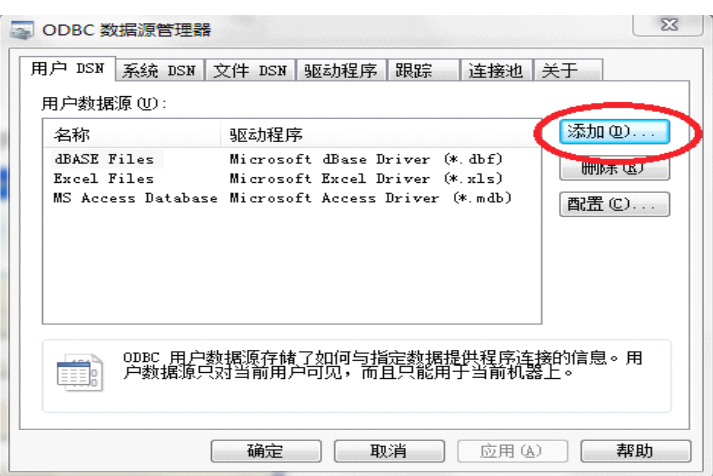 ODBC 数据源管理器
用户 DSN 系统 DSN 文件 DSN 驱动程序 跟踪 连接池 关于
用户数据源(U):
名称 驱动程序
dBASE Files Microsoft dBase Driver (*.dbf)
Excel Files Microsoft Excel Driver (*.xls)
MS Access Database Microsoft Access Driver (*.mdb)
添加(D)...
删除(R)
配置(C)...
ODBC 用户数据源存储了如何与指定数据提供程序连接的信息。用
户数据源只对当前用户可见，而且只能用于当前机器上。
确定 取消 应用(A) 帮助